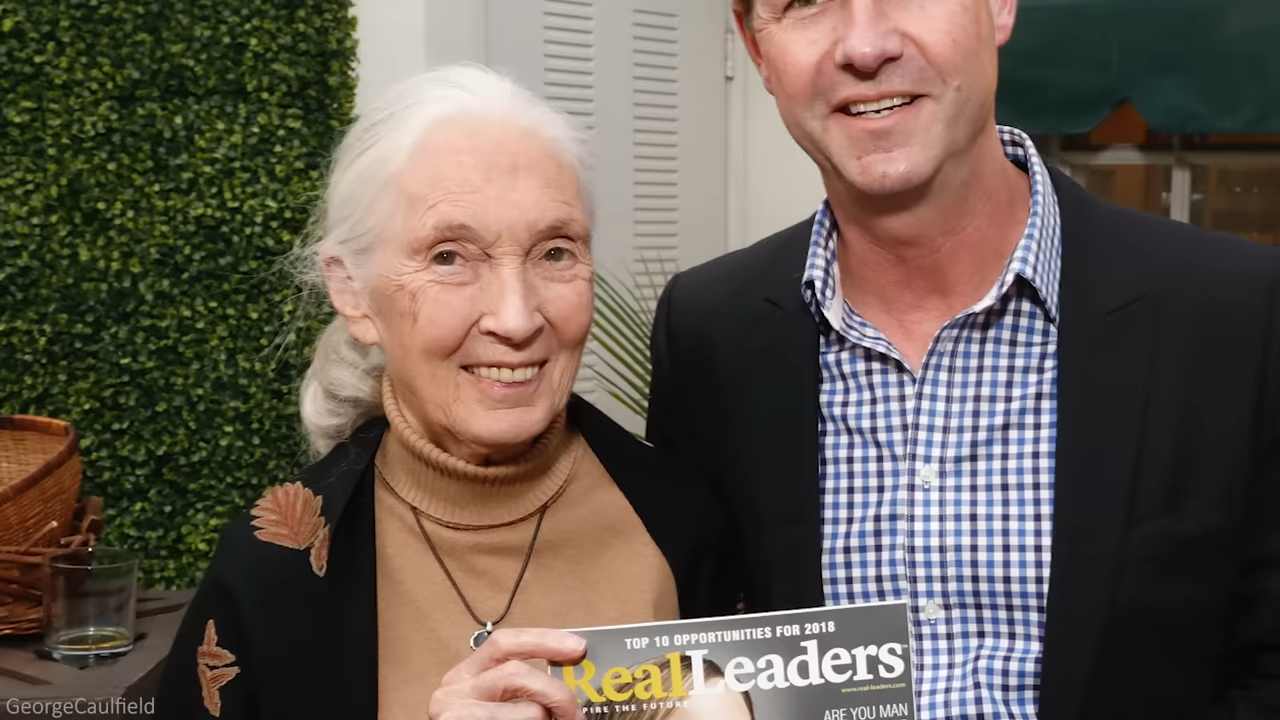 TOP 10 OPPORTUNITIES FOR 2018
RealLeaders
www.real-leaders.com
PIRE THE FUTURE
ARE YOU MAN
GeorgeCaulfield